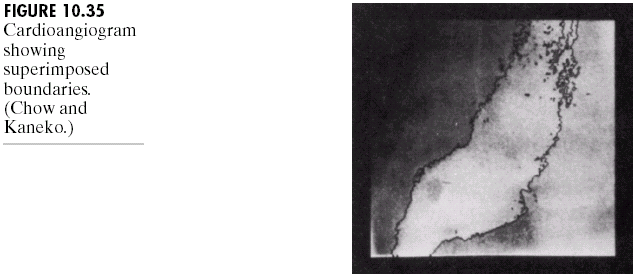 FIGURE 10.35
Cardioangiogram
showing
superimposed
boundaries.
(Chow and
Kaneko.)